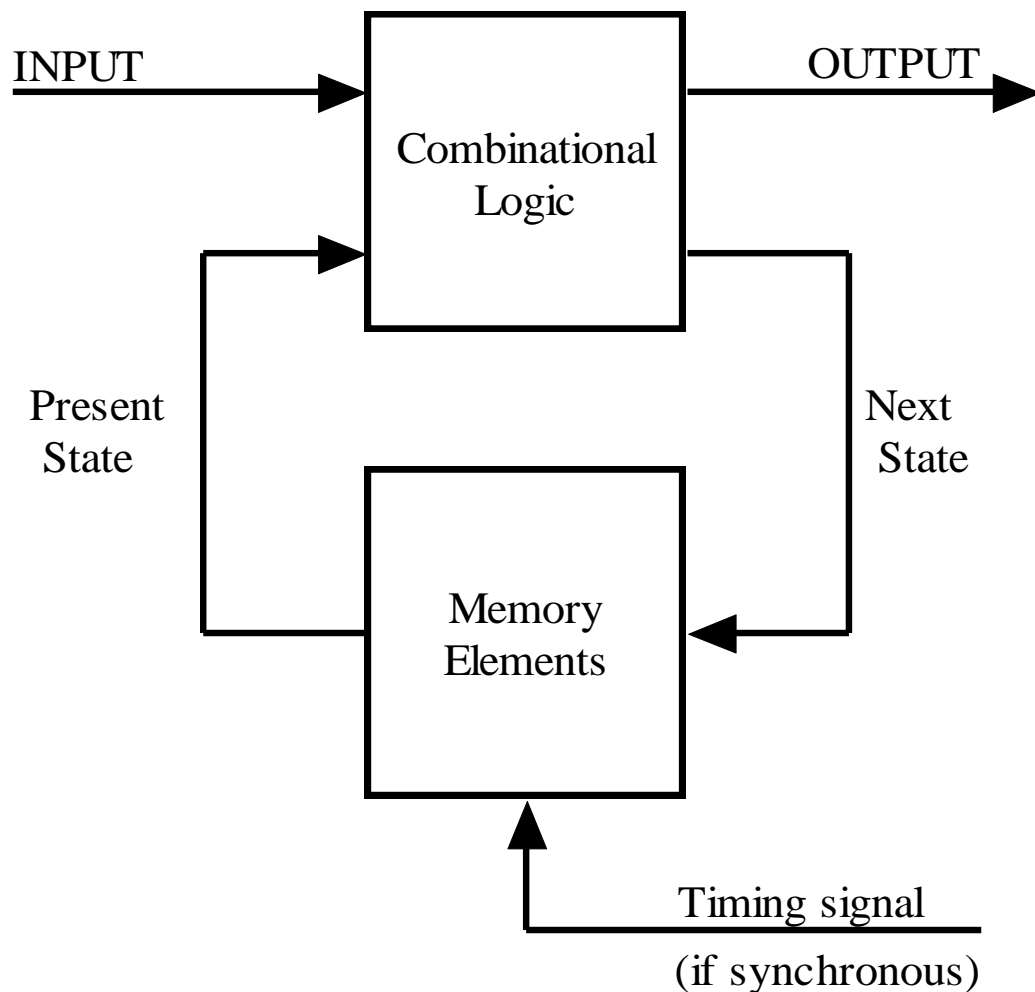 INPUT
OUTPUT
Combinational
Logic
Present
State
Next
State
Memory
Elements
Timing signal
(if synchronous)